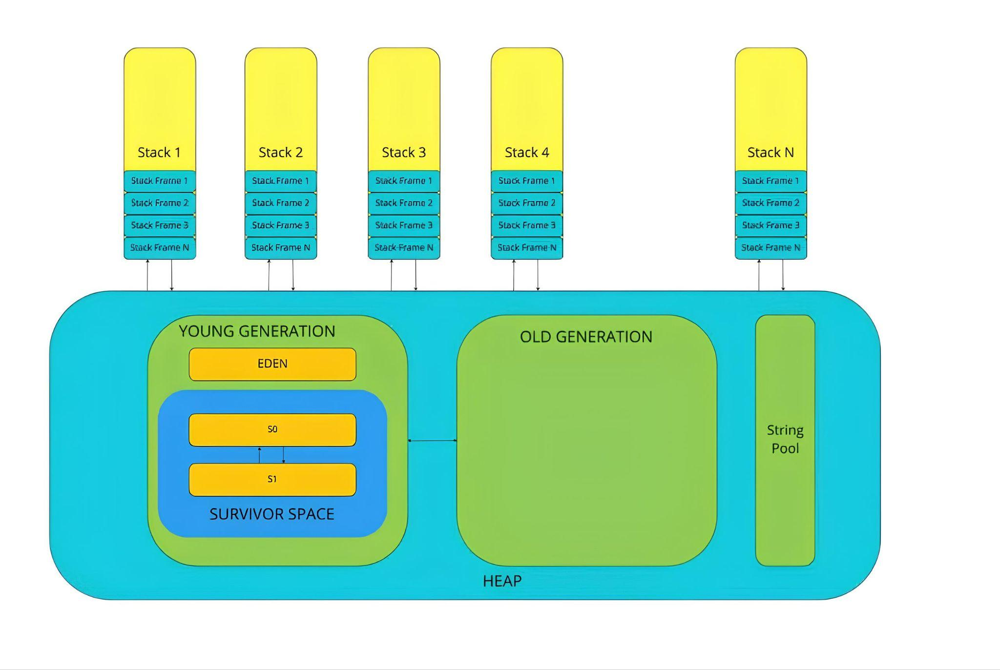 Stack 1
Stack 2
Stack 3
Stack 4
Stack N
Stack Frame 1
Stack Frame 1
Stack Frame 1
Stack Frame 1
Stack Frame 1
Stack Frame 2
Stack Frame 2
Stack Frame 2
Stack Frame 2
Stack Frame 2
Stack Frame 3
Stack Frame 3
Stack Frame 3
Stack Frame 3
Stack Frame 3
Stack Frame N
Stack Frame N
Stack Frame N
Stack Frame N
Stack Frame N
YOUNG GENERATION
EDEN
S0
S1
SURVIVOR SPACE
OLD GENERATION
String
Pool
HEAP